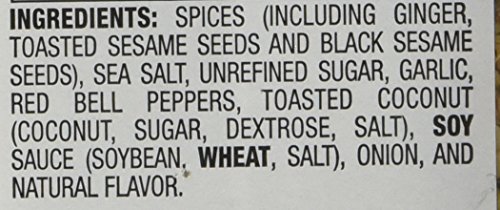 INGREDIENTS: SPICES (INCLUDING GINGER,
TOASTED SESAME SEEDS AND BLACK SESAME
SEEDS), SEA SALT, UNREFINED SUGAR, GARLIC,
RED BELL PEPPERS, TOASTED COCONUT
(COCONUT, SUGAR, DEXTROSE, SALT), SOY
SAUCE (SOYBEAN, WHEAT, SALT), ONION, AND
NATURAL FLAVOR.